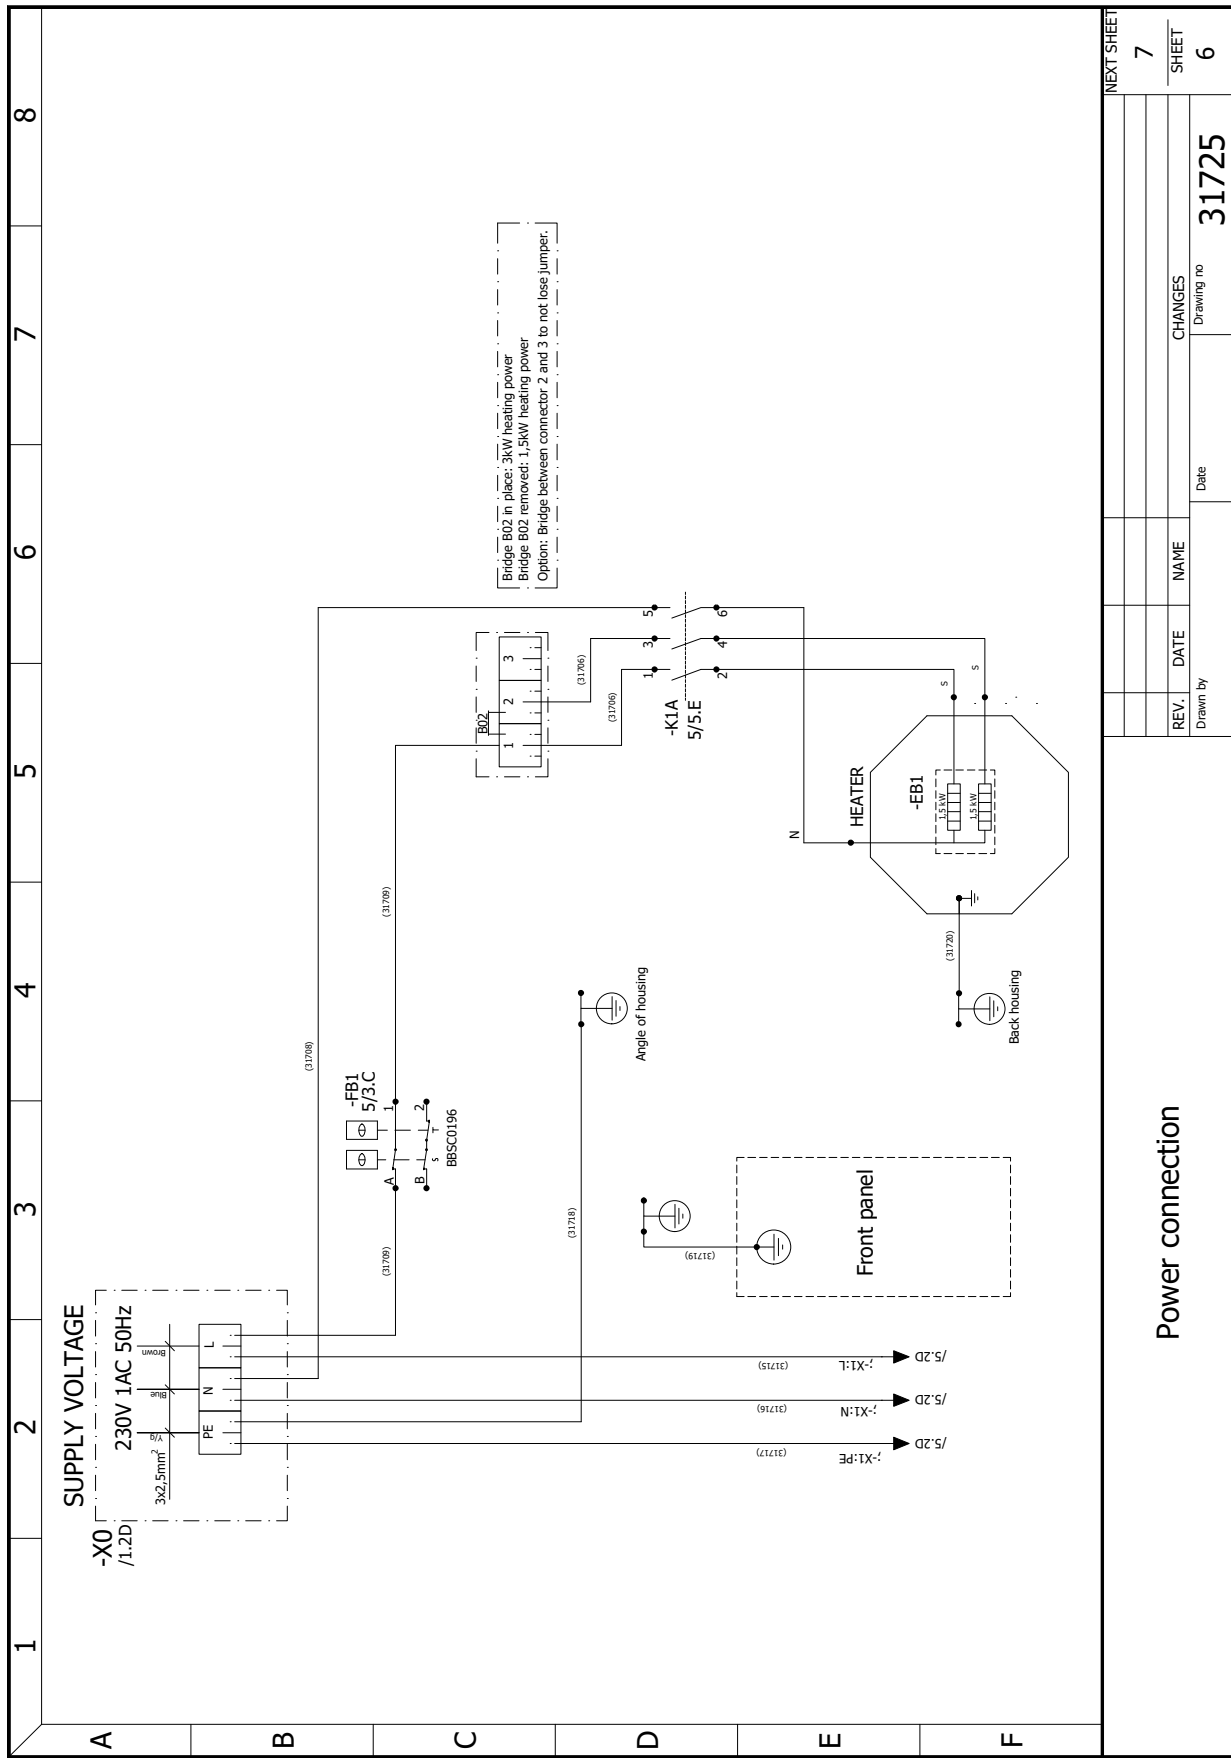 1
2
3
4
5
6
7
8
A
B
C
D
E
F
SUPPLY VOLTAGE
-X0
/1.2D
230V 1AC 50Hz
3x2,5mm²
Y/g
Blue
Brown
PE
N
L
(31708)
-FB1
5/3.C
A
1
B
2
S
T
BBSC0196
(31709)
(31709)
B02
1
2
3
Bridge B02 in place: 3kW heating power
Bridge B02 removed: 1,5kW heating power
Option: Bridge between connector 2 and 3 to not lose jumper.
(31706)
(31706)
-K1A
5/5.E
1
3
5
2
4
6
(31718)
Angle of housing
(31719)
Front panel
(31717)
(31716)
(31715)
;-X1:PE
;-X1:N
;-X1:L
/5.2D
/5.2D
/5.2D
N
HEATER
-EB1
1,5 kW
1,5 kW
S
S
(31720)
Back housing
Power connection
REV.
DATE
NAME
CHANGES
Drawn by
Date
Drawing no
31725
NEXT SHEET
7
SHEET
6